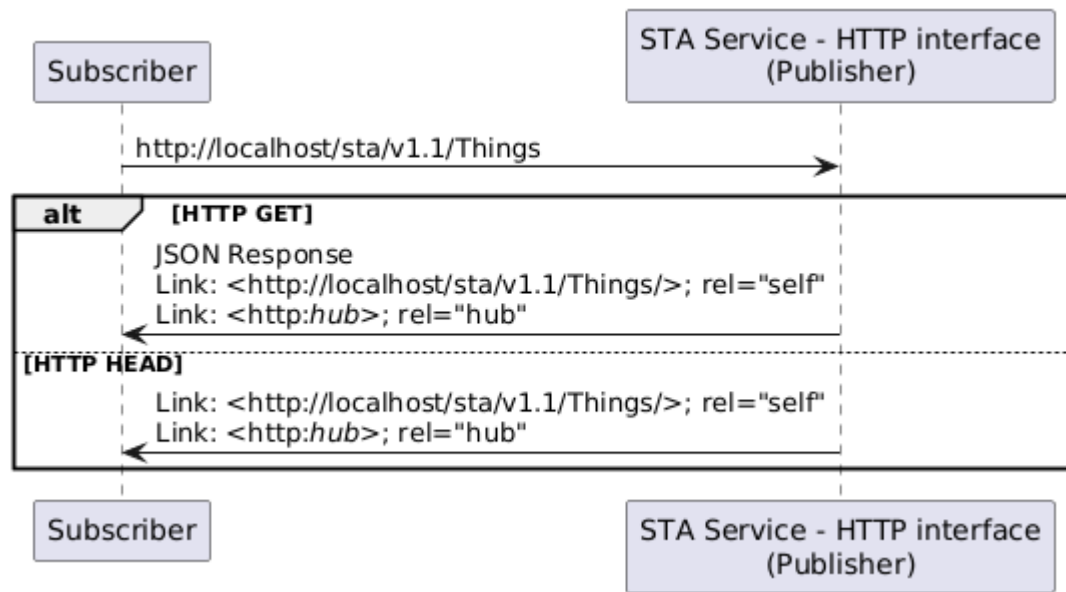 Subscriber
STA Service - HTTP interface
(Publisher)
http://localhost/sta/v1.1/Things
alt
[HTTP GET]
JSON Response
Link: <http://localhost/sta/v1.1/Things/>; rel="self"
Link: <http:hub>; rel="hub"
[HTTP HEAD]
Link: <http://localhost/sta/v1.1/Things/>; rel="self"
Link: <http:hub>; rel="hub"
Subscriber
STA Service - HTTP interface
(Publisher)